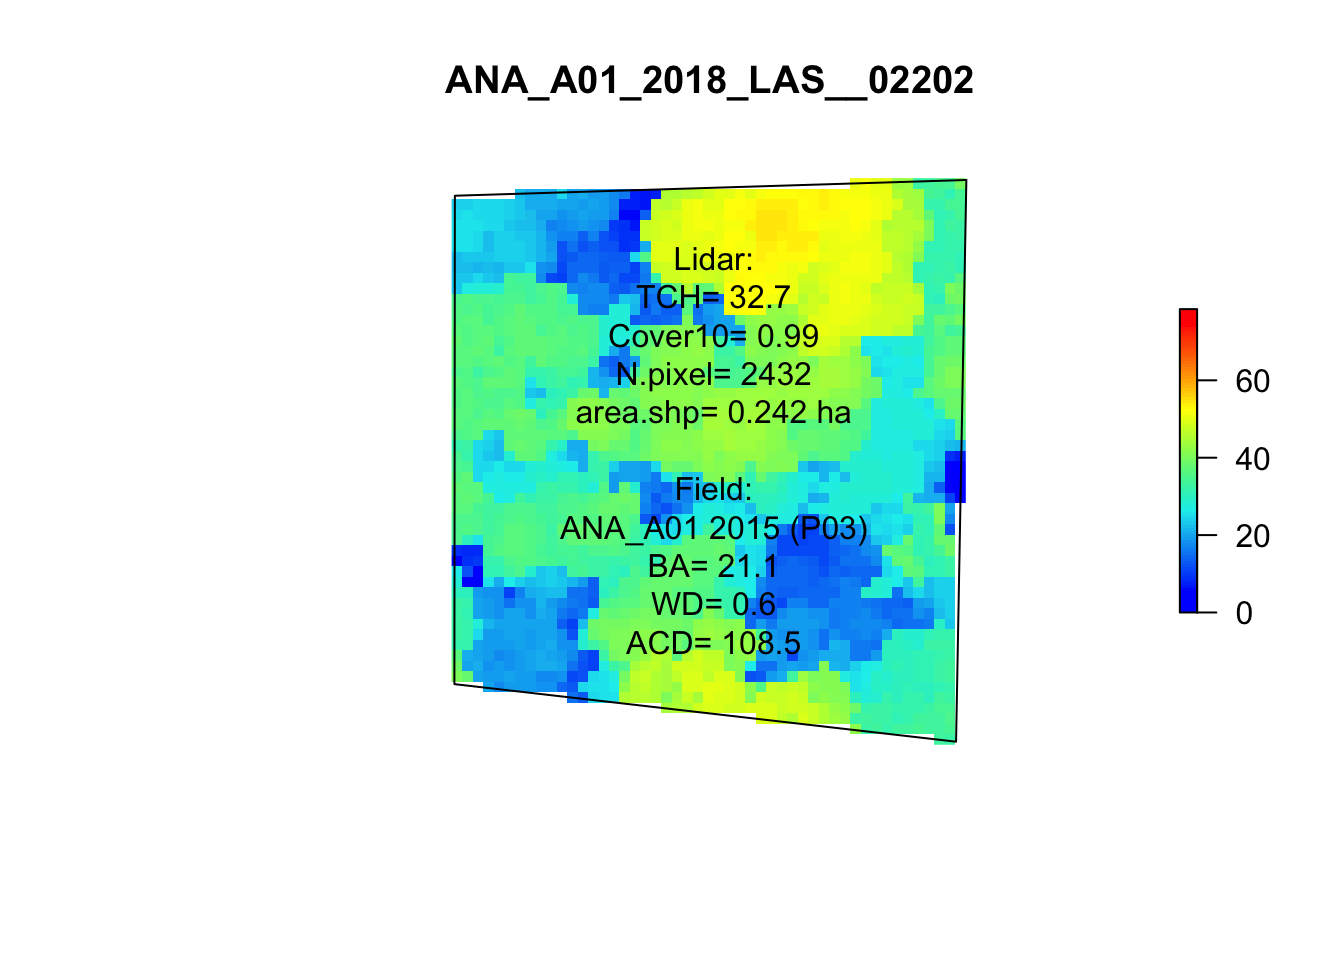 ANA_A01_2018_LAS__02202
Lidar:
TCH= 32.7
Cover10= 0.99
N.pixel= 2432
area.shp= 0.242 ha
Field:
ANA_A01 2015 (P03)
BA= 21.1
WD= 0.6
ACD= 108.5
60
40
20
0